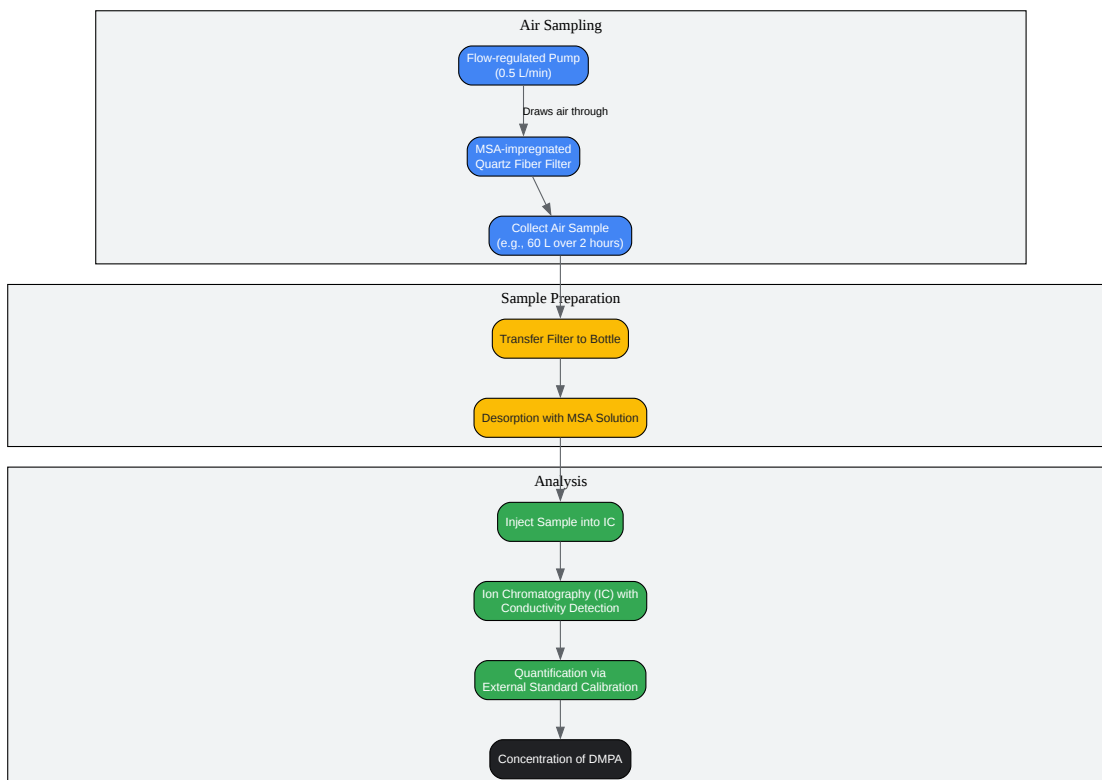 Air Sampling
Flow-regulated Pump
(0.5 L/min)
Draws air through
MSA-impregnated
Quartz Fiber Filter
Collect Air Sample
(e.g., 60 L over 2 hours)
Sample Preparation
Transfer Filter to Bottle
Desorption with MSA Solution
Analysis
Inject Sample into IC
Ion Chromatography (IC) with
Conductivity Detection
Quantification via
External Standard Calibration
Concentration of DMPA